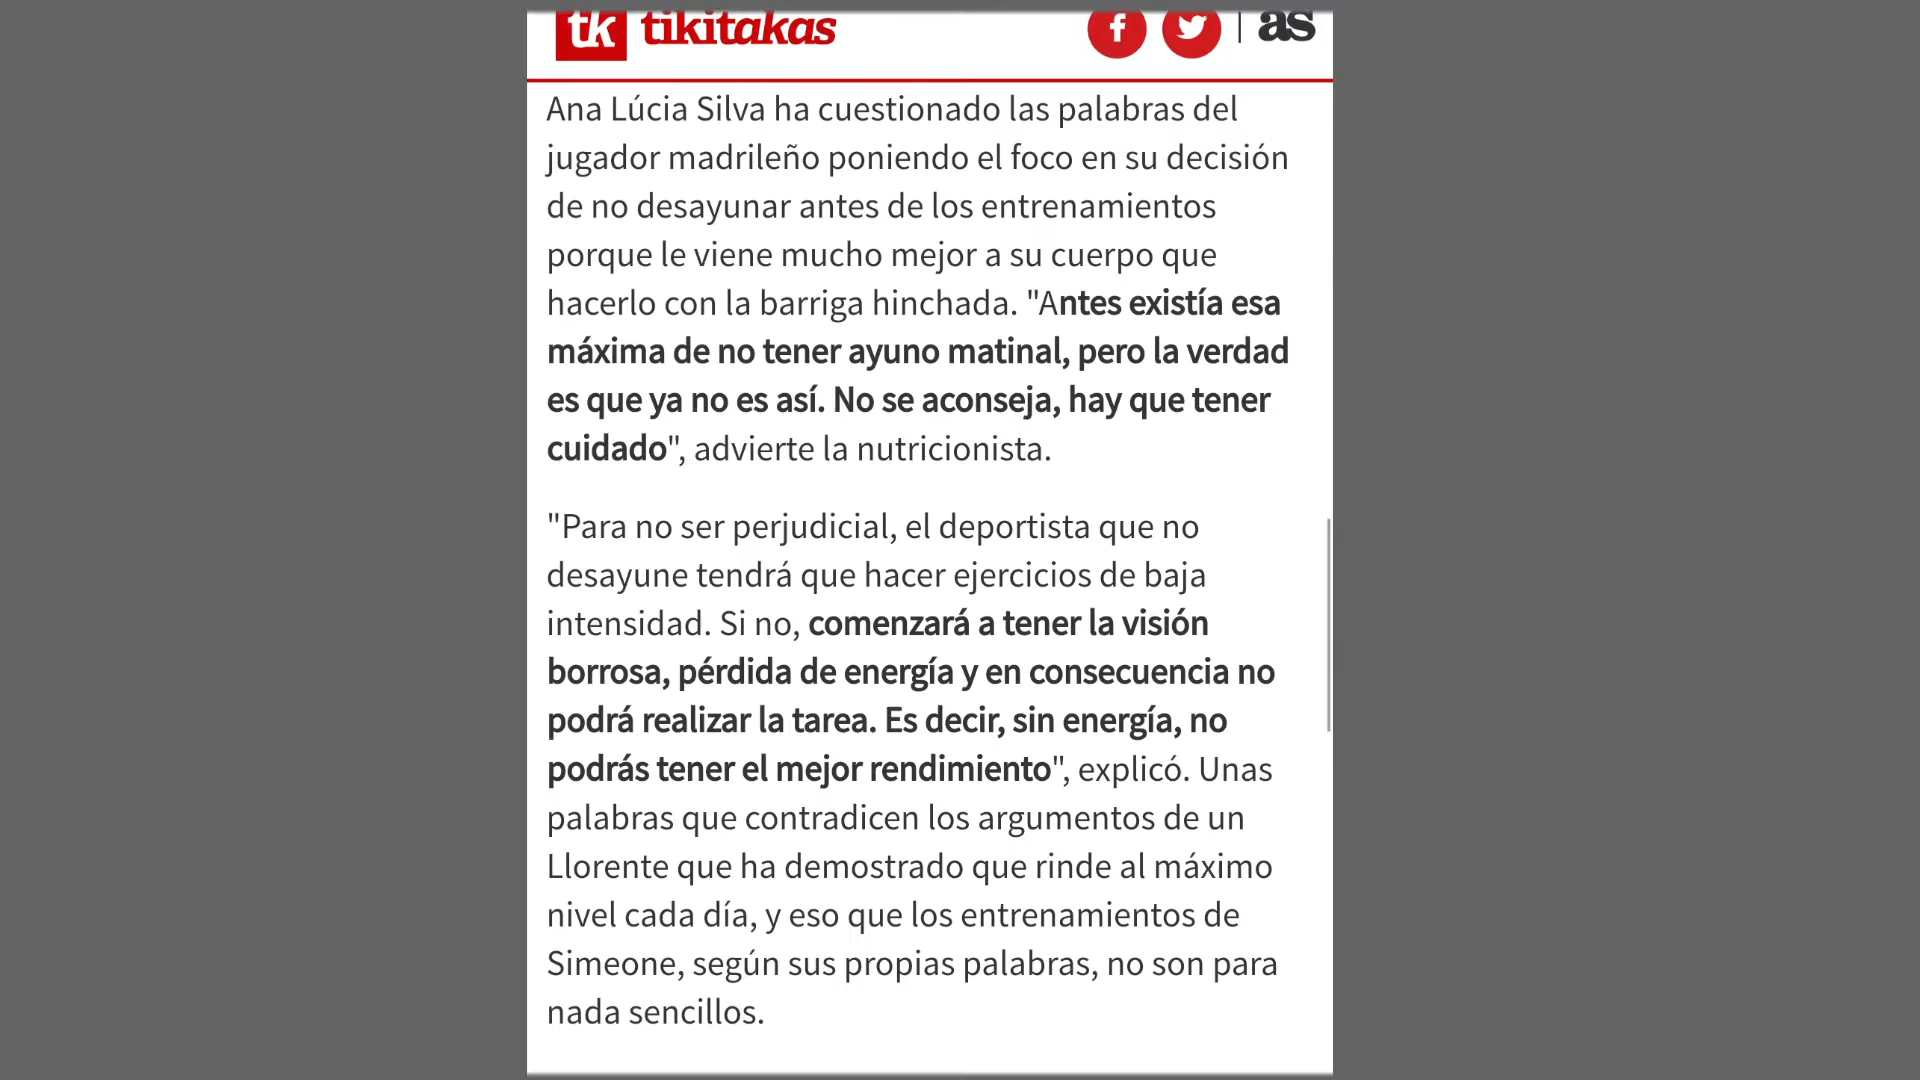 tk tikitakas f | as
Ana Lúcia Silva ha cuestionado las palabras del
jugador madrileño poniendo el foco en su decisión
de no desayunar antes de los entrenamientos
porque le viene mucho mejor a su cuerpo que
hacerlo con la barriga hinchada. "Antes existía esa
máxima de no tener ayuno matinal, pero la verdad
es que ya no es así. No se aconseja, hay que tener
cuidado", advierte la nutricionista.
"Para no ser perjudicial, el deportista que no
desayune tendrá que hacer ejercicios de baja
intensidad. Si no, comenzará a tener la visión
borrosa, pérdida de energía y en consecuencia no
podrá realizar la tarea. Es decir, sin energía, no
podrás tener el mejor rendimiento", explicó. Unas
palabras que contradicen los argumentos de un
Llorente que ha demostrado que rinde al máximo
nivel cada día, y eso que los entrenamientos de
Simeone, según sus propias palabras, no son para
nada sencillos.